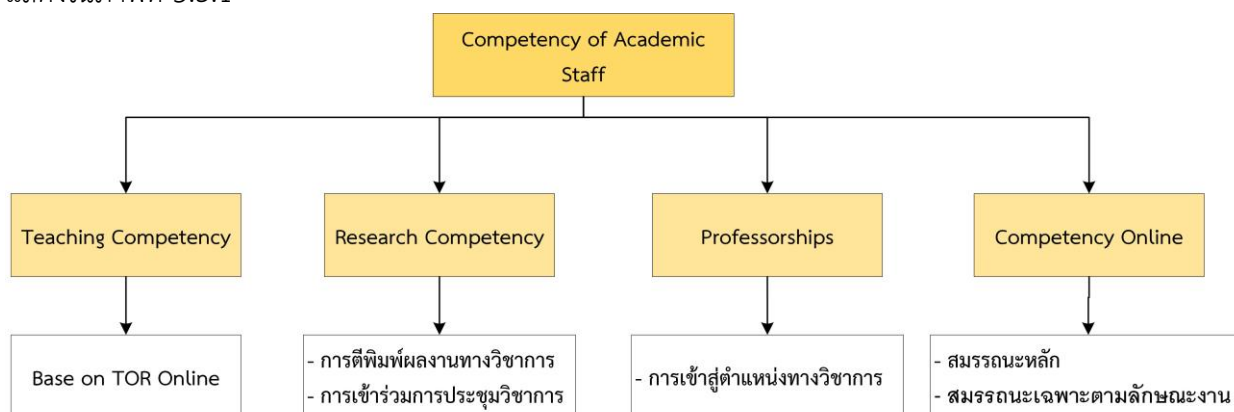 Competency of Academic
Staff
Teaching Competency
Research Competency
Professorships
Competency Online
Base on TOR Online
- การตีพิมพ์ผลงานทางวิชาการ
- การเข้าร่วมการประชุมวิชาการ
- การเข้าสู่ตำแหน่งทางวิชาการ
- สมรรถนะหลัก
- สมรรถนะเฉพาะตามลักษณะงาน